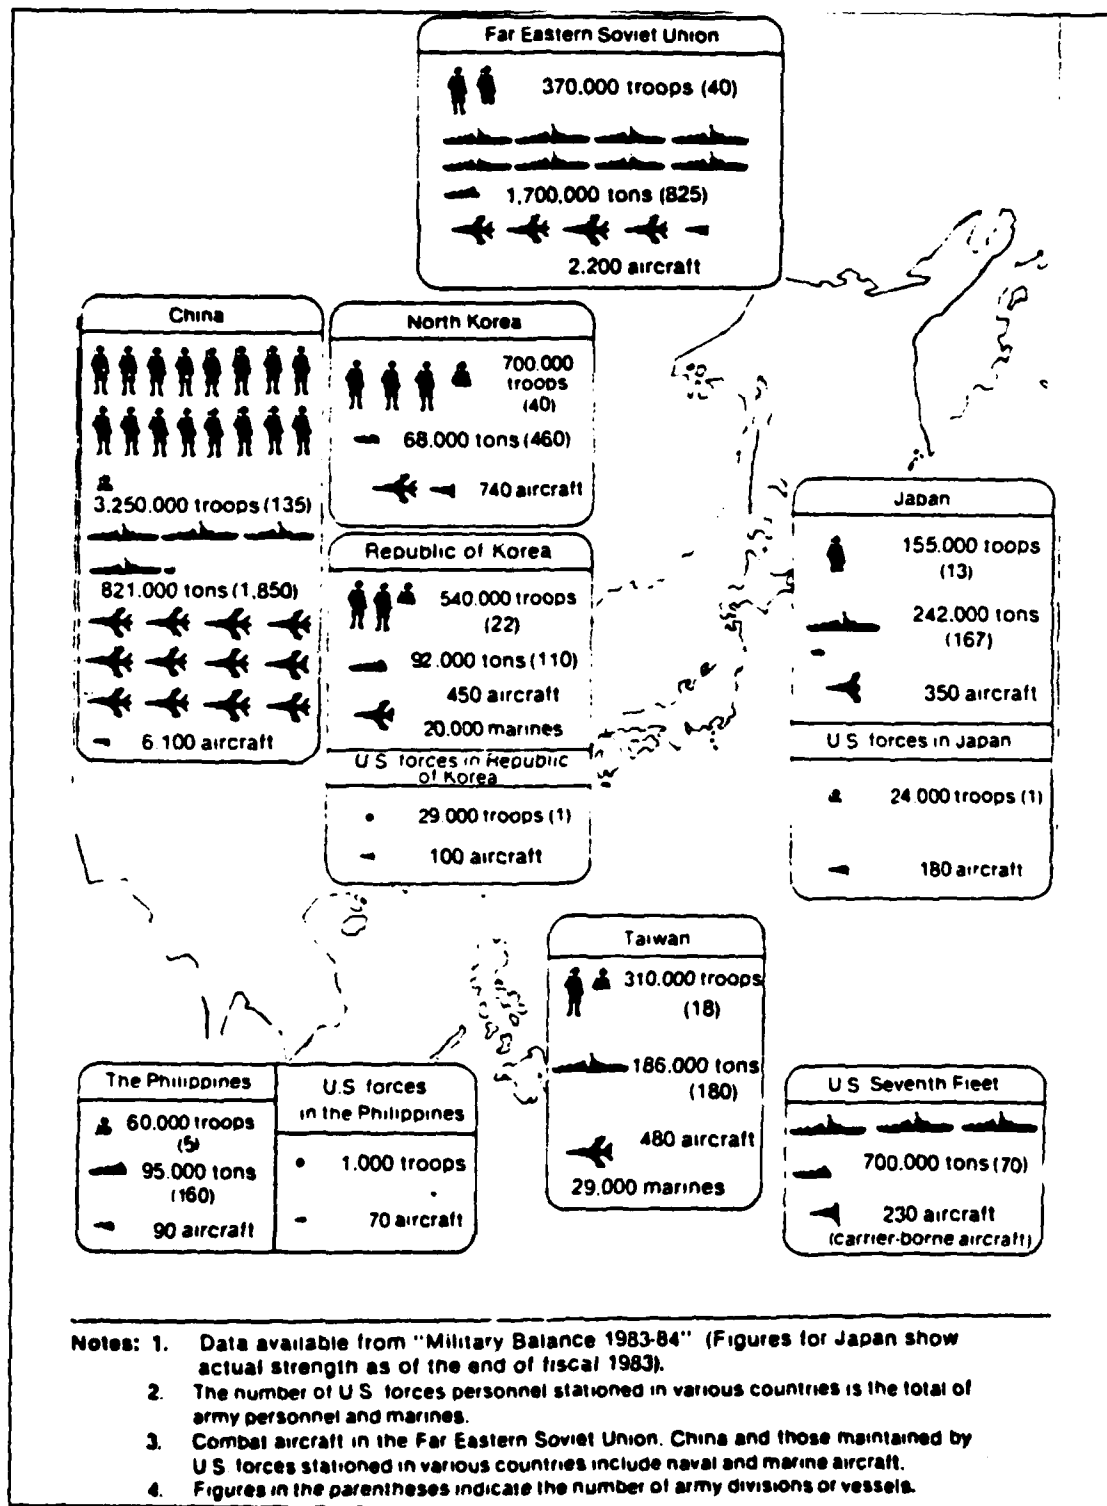 Far Eastern Soviet Union
370.000 troops (40)
1,700,000 tons (825)
2.200 aircraft
China
3.250.000 troops (135)
821.000 tons (1,850)
6.100 aircraft
North Korea
700.000
troops
(40)
68.000 tons (460)
740 aircraft
Republic of Korea
540.000 troops
(22)
92.000 tons (110)
450 aircraft
20.000 marines
U S forces in Republic
of Korea
29.000 troops (1)
100 aircraft
Japan
155.000 toops
(13)
242.000 tons
(167)
350 aircraft
U S forces in Japan
24.000 troops (1)
180 aircraft
Taiwan
310.000 troops
(18)
186.000 tons
(180)
480 aircraft
29.000 marines
The Philippines
60.000 troops
(5)
95.000 tons
(160)
90 aircraft
U.S forces
in the Philippines
1.000 troops
70 aircraft
U S Seventh Fleet
700.000 tons (70)
230 aircraft
(carrier-borne aircraft)
Notes: 1. Data available from "Military Balance 1983-84" (Figures for Japan show
actual strength as of the end of fiscal 1983).
2. The number of U S forces personnel stationed in various countries is the total of
army personnel and marines.
3. Combat aircraft in the Far Eastern Soviet Union. China and those maintained by
U S forces stationed in various countries include naval and marine aircraft.
4. Figures in the parentheses indicate the number of army divisions or vessels.